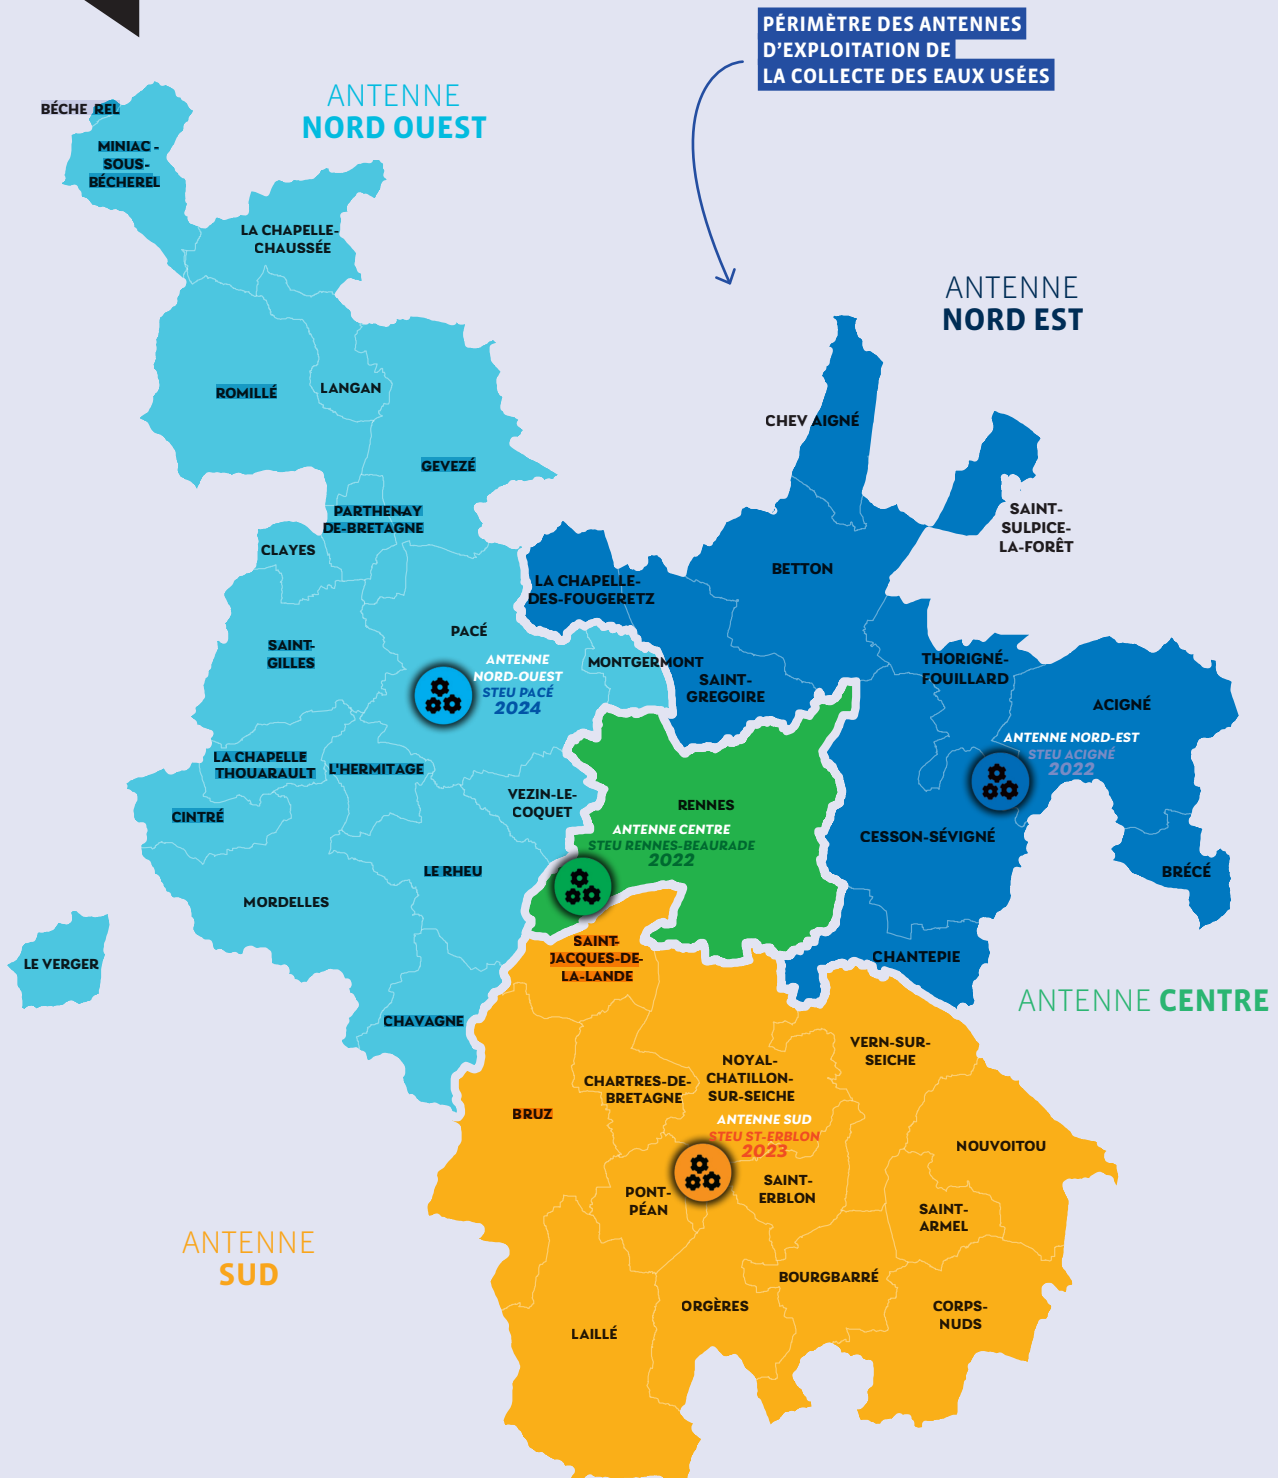 PÉRIMÈTRE DES ANTENNES
D'EXPLOITATION DE
LA COLLECTE DES EAUX USÉES
ANTENNE
NORD OUEST
BÉCHE REL
MINIAC -
SOUS-
BÉCHEREL
LA CHAPELLE-
CHAUSSÉE
ROMILLÉ
LANGAN
GEVEZÉ
PARTHENAY
DE-BRETAGNE
CLAYES
SAINT-
GILLES
PACÉ
ANTENNE
NORD-OUEST
STEU PACÉ
2024
MONTGERMONT
LA CHAPELLE
THOUARAULT
L'HERMITAGE
VEZIN-LE-
COQUET
CINTRÉ
LE RHEU
MORDELLES
LE VERGER
CHAVAGNE
ANTENNE
NORD EST
CHEV AIGNÉ
SAINT-
SULPICE-
LA-FORÊT
BETTON
LA CHAPELLE-
DES-FOUGERETZ
SAINT-
GREGOIRE
THORIGNÉ-
FOUILLARD
ACIGNÉ
ANTENNE NORD-EST
STEU ACIGNÉ
2022
CESSON-SÉVIGNÉ
BRÉCÉ
CHANTEPIE
RENNES
ANTENNE CENTRE
STEU RENNES-BEAURADE
2022
ANTENNE CENTRE
SAINT-
JACQUES-DE-
LA-LANDE
VERN-SUR-
SEICHE
NOYAL-
CHATILLON-
SUR-SEICHE
CHARTRES-DE-
BRETAGNE
BRUZ
ANTENNE SUD
STEU ST-ERBLON
2023
NOUVOITOU
SAINT-
ERBLON
PONT-
PÉAN
SAINT-
ARMEL
ANTENNE
SUD
BOURGBARRÉ
ORGÈRES
CORPS-
NUDS
LAILLÉ